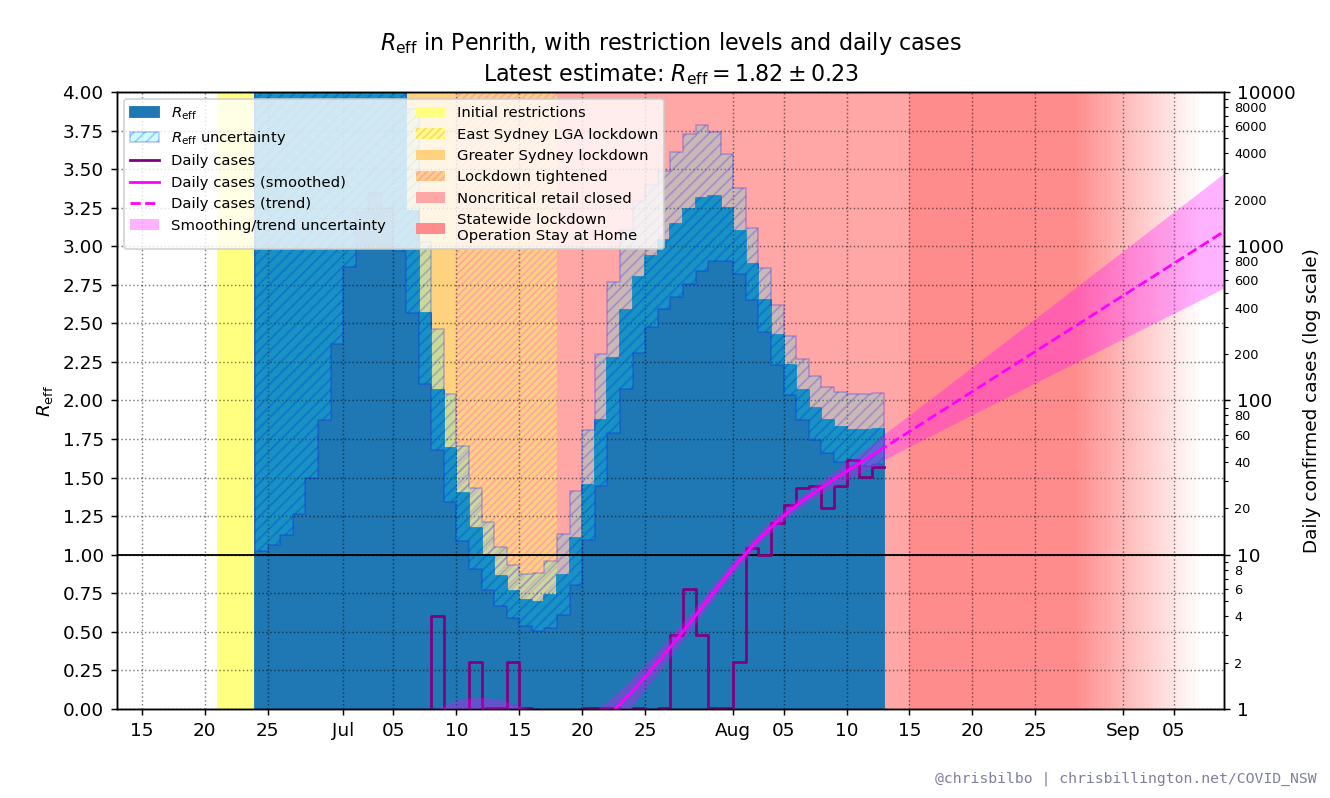 Reff in Penrith, with restriction levels and daily cases
Latest estimate: Reff = 1.82 ± 0.23
Reff
Reff uncertainty
Daily cases
Daily cases (smoothed)
Daily cases (trend)
Smoothing/trend uncertainty
Initial restrictions
East Sydney LGA lockdown
Greater Sydney lockdown
Lockdown tightened
Noncritical retail closed
Statewide lockdown
Operation Stay at Home
Reff
4.00
3.75
3.50
3.25
3.00
2.75
2.50
2.25
2.00
1.75
1.50
1.25
1.00
0.75
0.50
0.25
0.00
15 20 25 Jul 05 10 15 20 25 Aug 05 10 15 20 25 Sep 05
10000
8000
6000
4000
2000
1000
800
600
400
200
100
80
60
40
20
10
8
6
4
2
1
Daily confirmed cases (log scale)
@chrisbilbo | chrisbillington.net/COVID_NSW